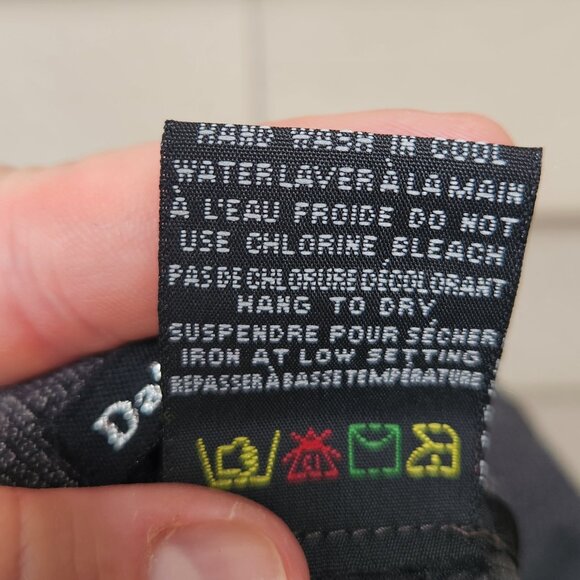 HAND WASH IN COOL
WATER LAVER À LA MAIN
À L'EAU FROIDE DO NOT
USE CHLORINE BLEACH
PAS DE CHLORURE DÉCOLORANT
HANG TO DRY
SUSPENDRE POUR SÉCHER
IRON AT LOW SETTING
REPASSER À BASSE TEMPÉRATURE